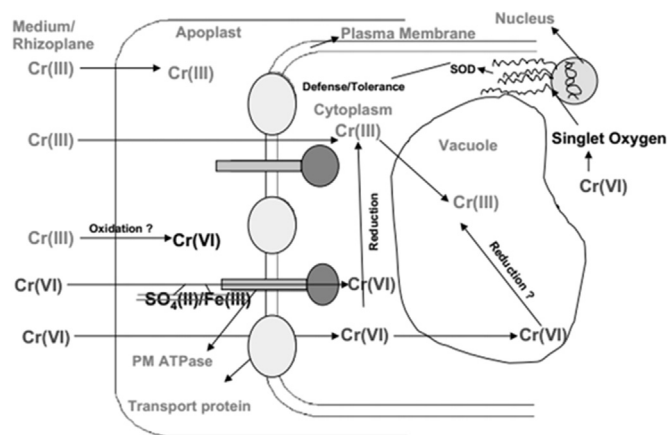 Medium/
Rhizoplane
Apoplast
Plasma Membrane
Nucleus
Cr(III)
Cr(III)
Defense/Tolerance
SOD
Cytoplasm
Cr(III)
Cr(III)
Vacuole
Singlet Oxygen
Cr(VI)
Cr(III)
Reduction
Cr(III)
Oxidation ?
Cr(VI)
Reduction ?
Cr(VI)
SO4(II)/Fe(III)
Cr(VI)
Cr(VI)
Cr(VI)
Cr(VI)
PM ATPase
Transport protein